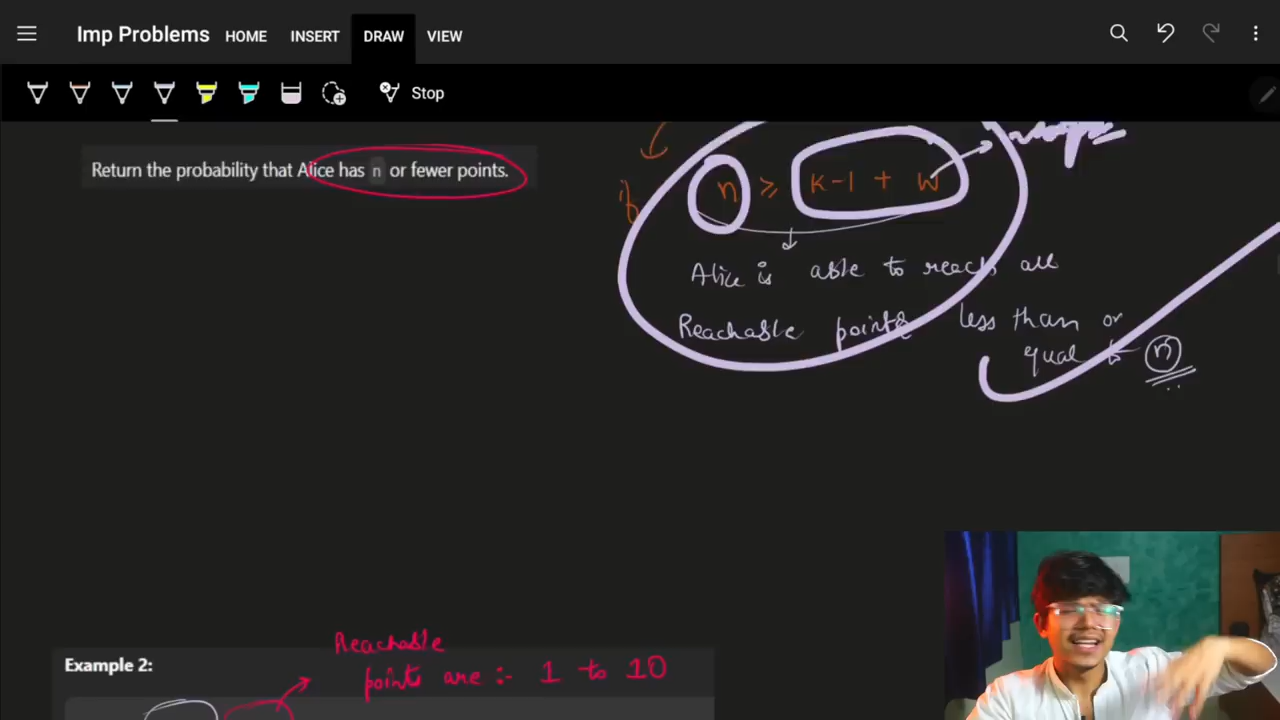 Imp Problems HOME INSERT DRAW VIEW
Stop
Return the probability that Alice has n or fewer points.
if n ≥ k-1 + w
Alice is able to reach all
Reachable points less than or
equal to n
Example 2:
Reachable
point are :- 1 to 10